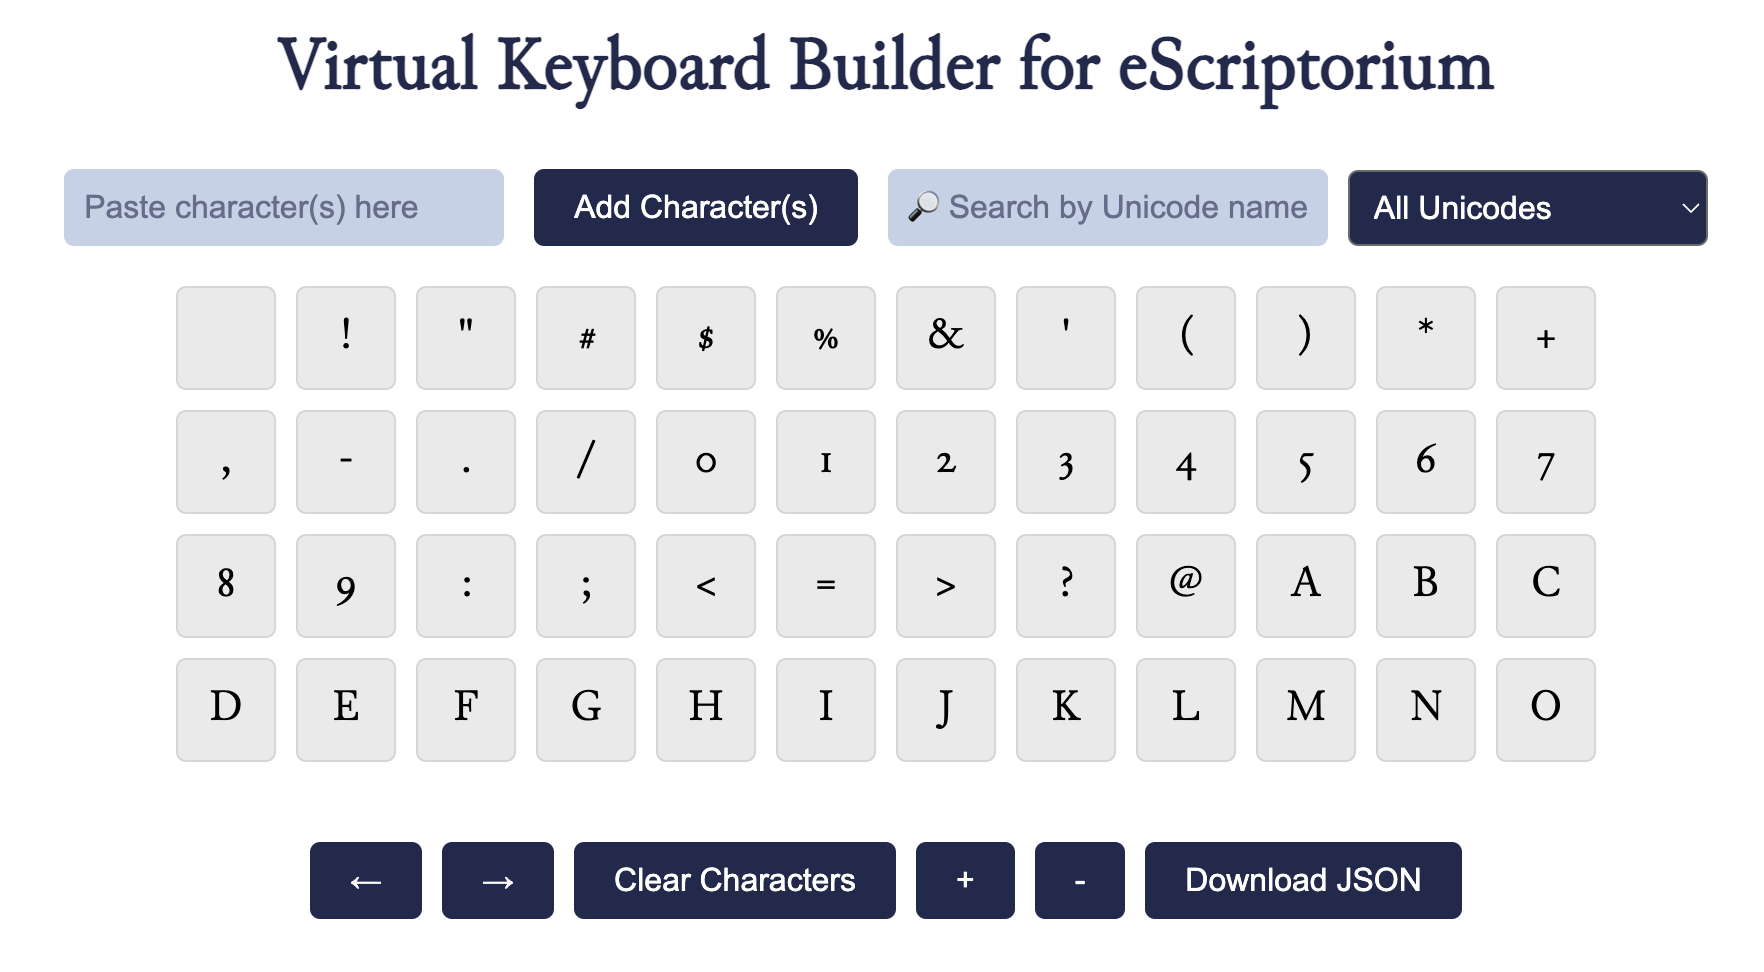 Virtual Keyboard Builder for eScriptorium
Paste character(s) here Add Character(s) 🔎 Search by Unicode name All Unicodes
! " # $ % & ' ( ) * +
, - . / 0 1 2 3 4 5 6 7
8 9 : ; < = > ? @ A B C
D E F G H I J K L M N O
← → Clear Characters + - Download JSON